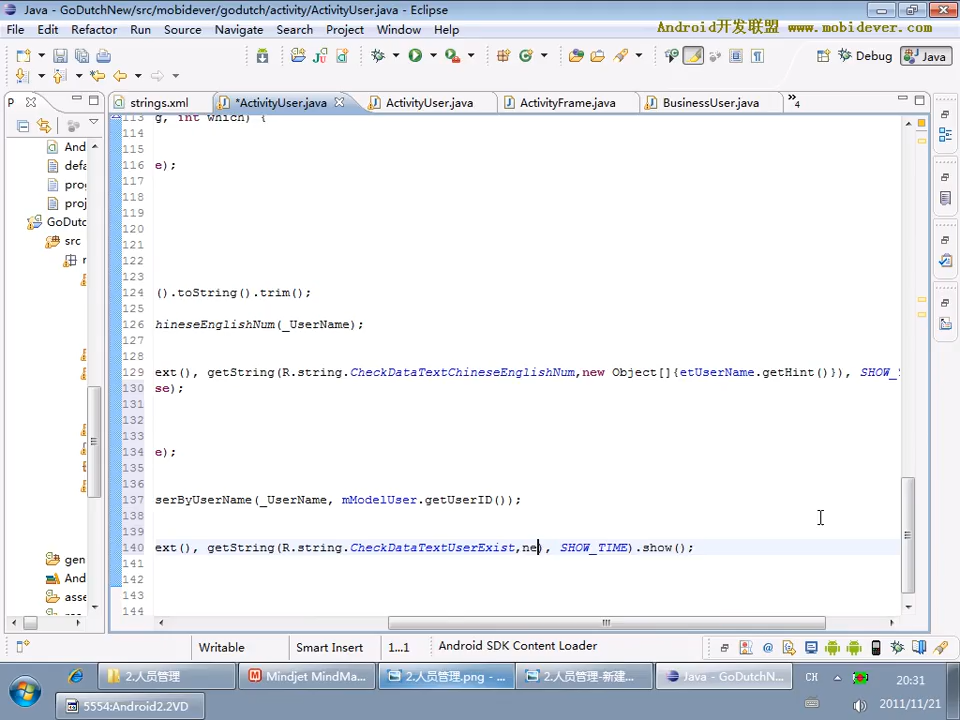 Java - GoDutchNew/src/mobidever/godutch/activity/ActivityUser.java - Eclipse
File Edit Refactor Run Source Navigate Search Project Window Help
Android开发联盟 www.mobidever.com
Debug Java
P strings.xml *ActivityUser.java ActivityUser.java ActivityFrame.java BusinessUser.java »4
And
defa
proj
proj
GoDutc
src
gen
And
asse
113 g, int which) {
114
115
116 e);
117
118
119
120
121
122
123
124 ().toString().trim();
125
126 hineseEnglishNum(_UserName);
127
128
129 ext(), getString(R.string.CheckDataTextChineseEnglishNum,new Object[]{etUserName.getHint()}), SHOW_
130 se);
131
132
133
134 e);
135
136
137 serByUserName(_UserName, mModelUser.getUserID());
138
139
140 ext(), getString(R.string.CheckDataTextUserExist,ne), SHOW_TIME).show();
141
142
143
144
Writable Smart Insert 1...1 Android SDK Content Loader
2.人员管理 Mindjet MindMa... 2.人员管理.png - ... 2.人员管理-新建... Java - GoDutchN... CH 20:31
5554:Android2.2VD 2011/11/21